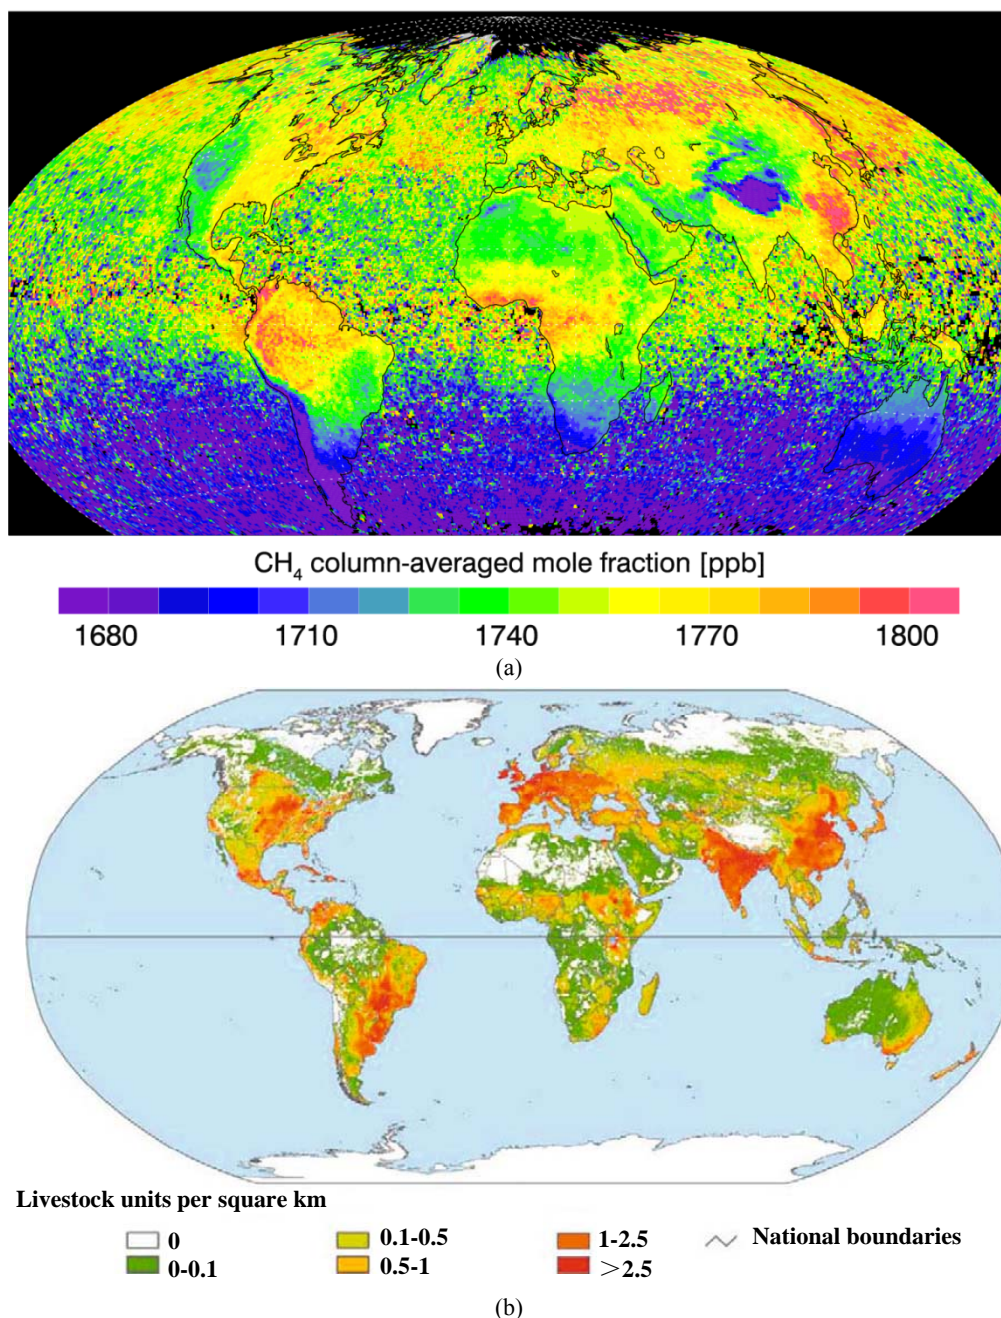 CH₄ column-averaged mole fraction [ppb]
1680 1710 1740 1770 1800
(a)
Livestock units per square km
0 0.1-0.5 1-2.5 National boundaries
0-0.1 0.5-1 >2.5
(b)